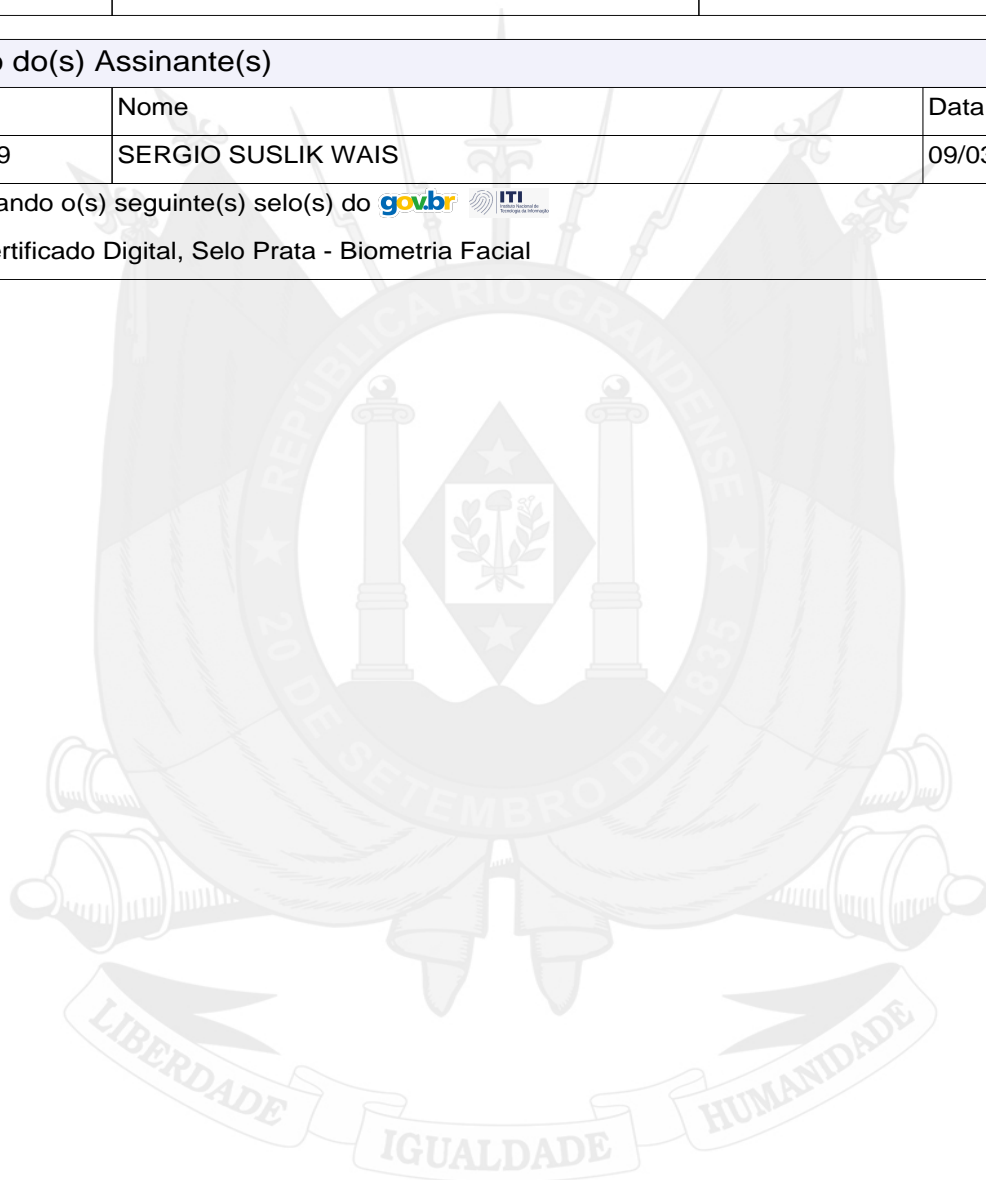 o do(s) Assinante(s)
Nome Data
9 SERGIO SUSLIK WAIS 09/03
ando o(s) seguinte(s) selo(s) do gov.br ITI
ertificado Digital, Selo Prata - Biometria Facial
REPÚBLICA RIO-GRANDENSE
20 DE SETEMBRO DE 1835
LIBERDADE IGUALDADE HUMANIDADE